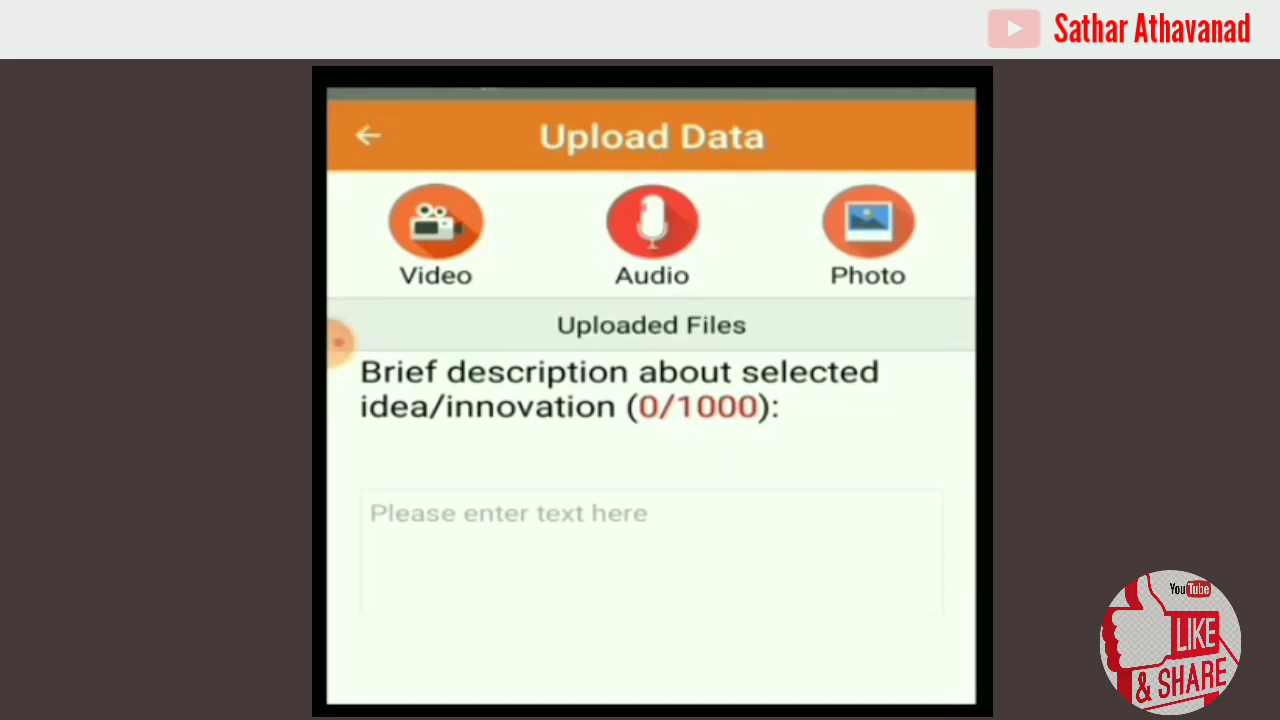 Sathar Athavanad
Upload Data
Video
Audio
Photo
Uploaded Files
Brief description about selected
idea/innovation (0/1000):
Please enter text here
YouTube
LIKE
& SHARE